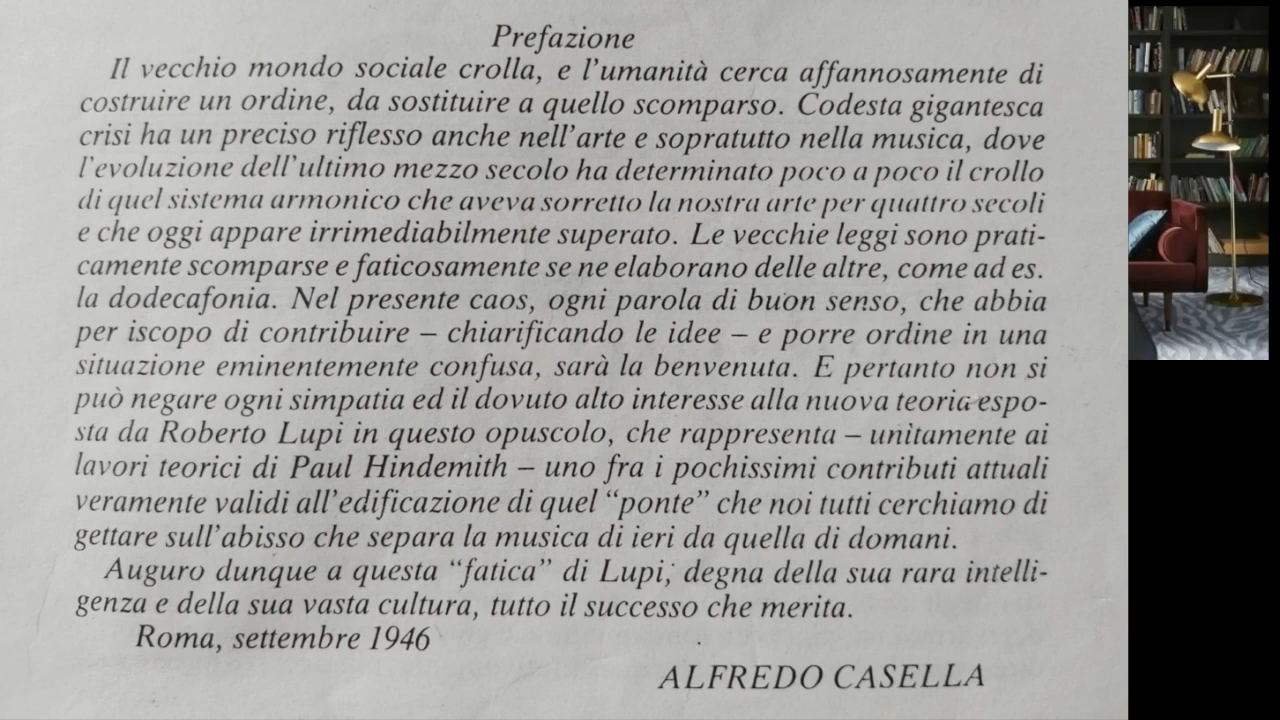 Prefazione
Il vecchio mondo sociale crolla, e l'umanità cerca affannosamente di
costruire un ordine, da sostituire a quello scomparso. Codesta gigantesca
crisi ha un preciso riflesso anche nell'arte e sopratutto nella musica, dove
l'evoluzione dell'ultimo mezzo secolo ha determinato poco a poco il crollo
di quel sistema armonico che aveva sorretto la nostra arte per quattro secoli
e che oggi appare irrimediabilmente superato. Le vecchie leggi sono prati-
camente scomparse e faticosamente se ne elaborano delle altre, come ad es.
la dodecafonia. Nel presente caos, ogni parola di buon senso, che abbia
per iscopo di contribuire – chiarificando le idee – e porre ordine in una
situazione eminentemente confusa, sarà la benvenuta. E pertanto non si
può negare ogni simpatia ed il dovuto alto interesse alla nuova teoria espo-
sta da Roberto Lupi in questo opuscolo, che rappresenta – unitamente ai
lavori teorici di Paul Hindemith – uno fra i pochissimi contributi attuali
veramente validi all'edificazione di quel “ponte” che noi tutti cerchiamo di
gettare sull'abisso che separa la musica di ieri da quella di domani.
Auguro dunque a questa “fatica” di Lupi, degna della sua rara intelli-
genza e della sua vasta cultura, tutto il successo che merita.
Roma, settembre 1946
ALFREDO CASELLA